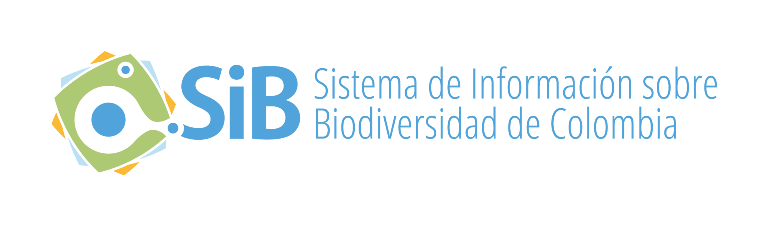 SiB
Sistema de Información sobre
Biodiversidad de Colombia